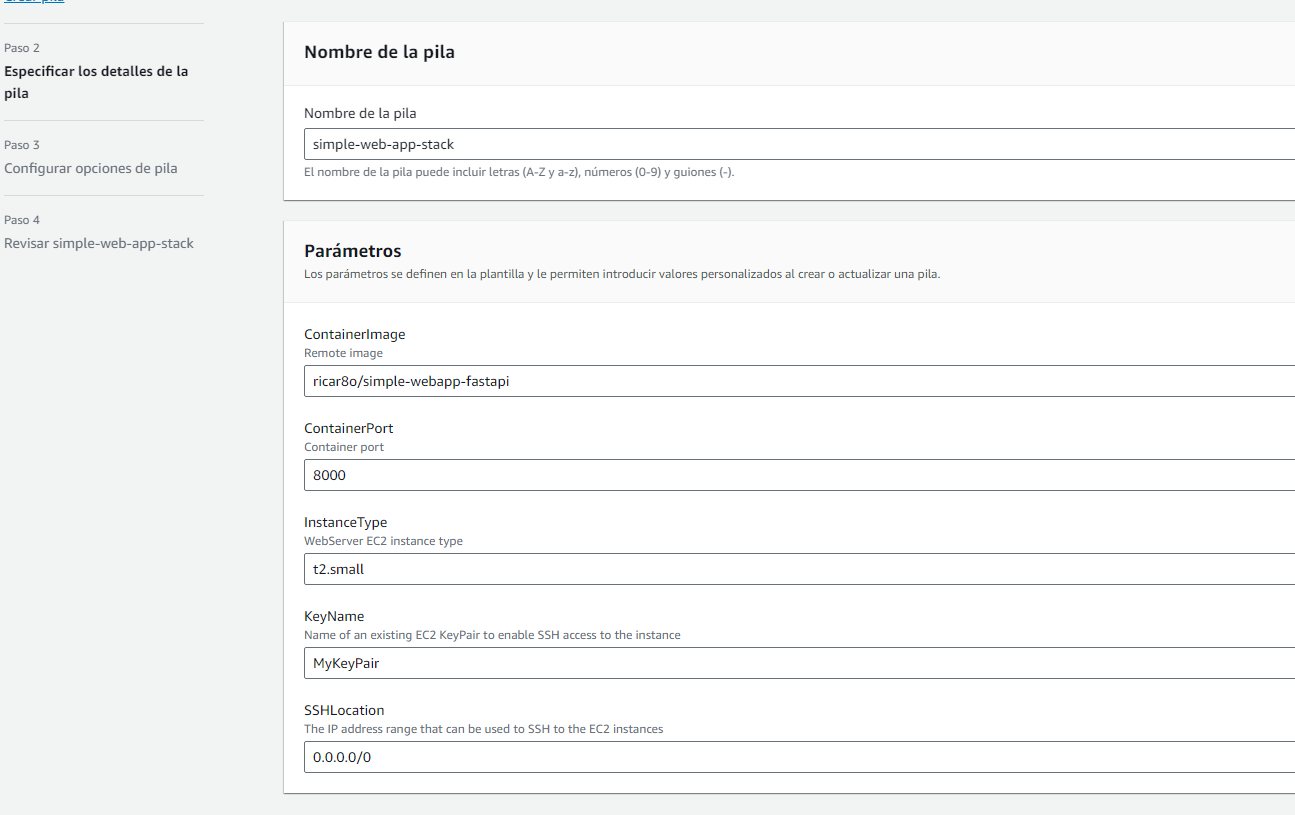 Crear pila
Paso 2
Especificar los detalles de la
pila
Paso 3
Configurar opciones de pila
Paso 4
Revisar simple-web-app-stack
Nombre de la pila
Nombre de la pila
simple-web-app-stack
El nombre de la pila puede incluir letras (A-Z y a-z), números (0-9) y guiones (-).
Parámetros
Los parámetros se definen en la plantilla y le permiten introducir valores personalizados al crear o actualizar una pila.
ContainerImage
Remote image
ricar8o/simple-webapp-fastapi
ContainerPort
Container port
8000
InstanceType
WebServer EC2 instance type
t2.small
KeyName
Name of an existing EC2 KeyPair to enable SSH access to the instance
MyKeyPair
SSHLocation
The IP address range that can be used to SSH to the EC2 instances
0.0.0.0/0